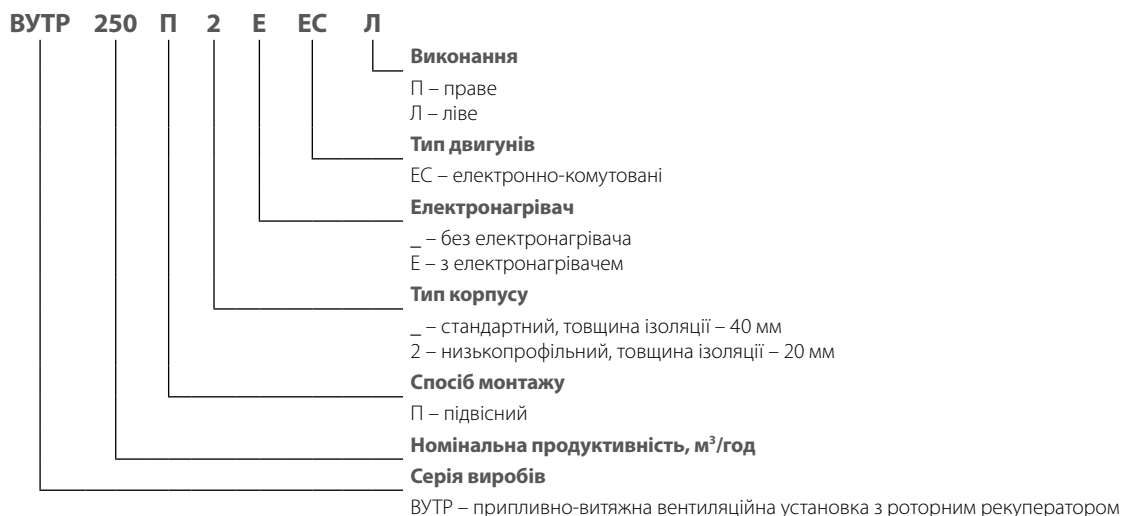 ВУТР 250 П 2 Е ЕС Л
Виконання
П – праве
Л – ліве
Тип двигунів
ЕС – електронно-комутовані
Електронагрівач
_ – без електронагрівача
Е – з електронагрівачем
Тип корпусу
_ – стандартний, товщина ізоляції – 40 мм
2 – низькопрофільний, товщина ізоляції – 20 мм
Спосіб монтажу
П – підвісний
Номінальна продуктивність, м³/год
Серія виробів
ВУТР – припливно-витяжна вентиляційна установка з роторним рекуператором